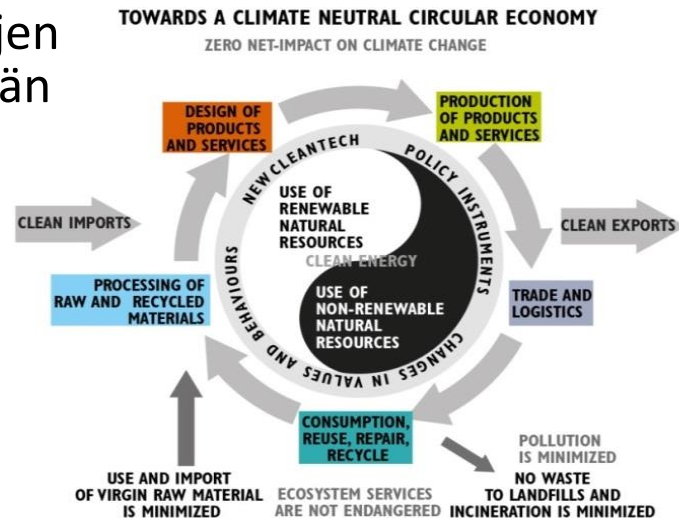 TOWARDS A CLIMATE NEUTRAL CIRCULAR ECONOMY
jen
än
ZERO NET-IMPACT ON CLIMATE CHANGE
DESIGN OF
PRODUCTS
AND SERVICES
PRODUCTION
OF PRODUCTS
AND SERVICES
NEW CLEANTECH
POLICY INSTRUMENTS
CHANGES IN VALUES AND BEHAVIOURS
USE OF
RENEWABLE
NATURAL
RESOURCES
CLEAN ENERGY
USE OF
NON-RENEWABLE
NATURAL
RESOURCES
CLEAN IMPORTS
CLEAN EXPORTS
PROCESSING OF
RAW AND RECYCLED
MATERIALS
TRADE AND
LOGISTICS
CONSUMPTION,
REUSE, REPAIR,
RECYCLE
POLLUTION
IS MINIMIZED
USE AND IMPORT
OF VIRGIN RAW MATERIAL
IS MINIMIZED
ECOSYSTEM SERVICES
ARE NOT ENDANGERED
NO WASTE
TO LANDFILLS AND
INCINERATION IS MINIMIZED